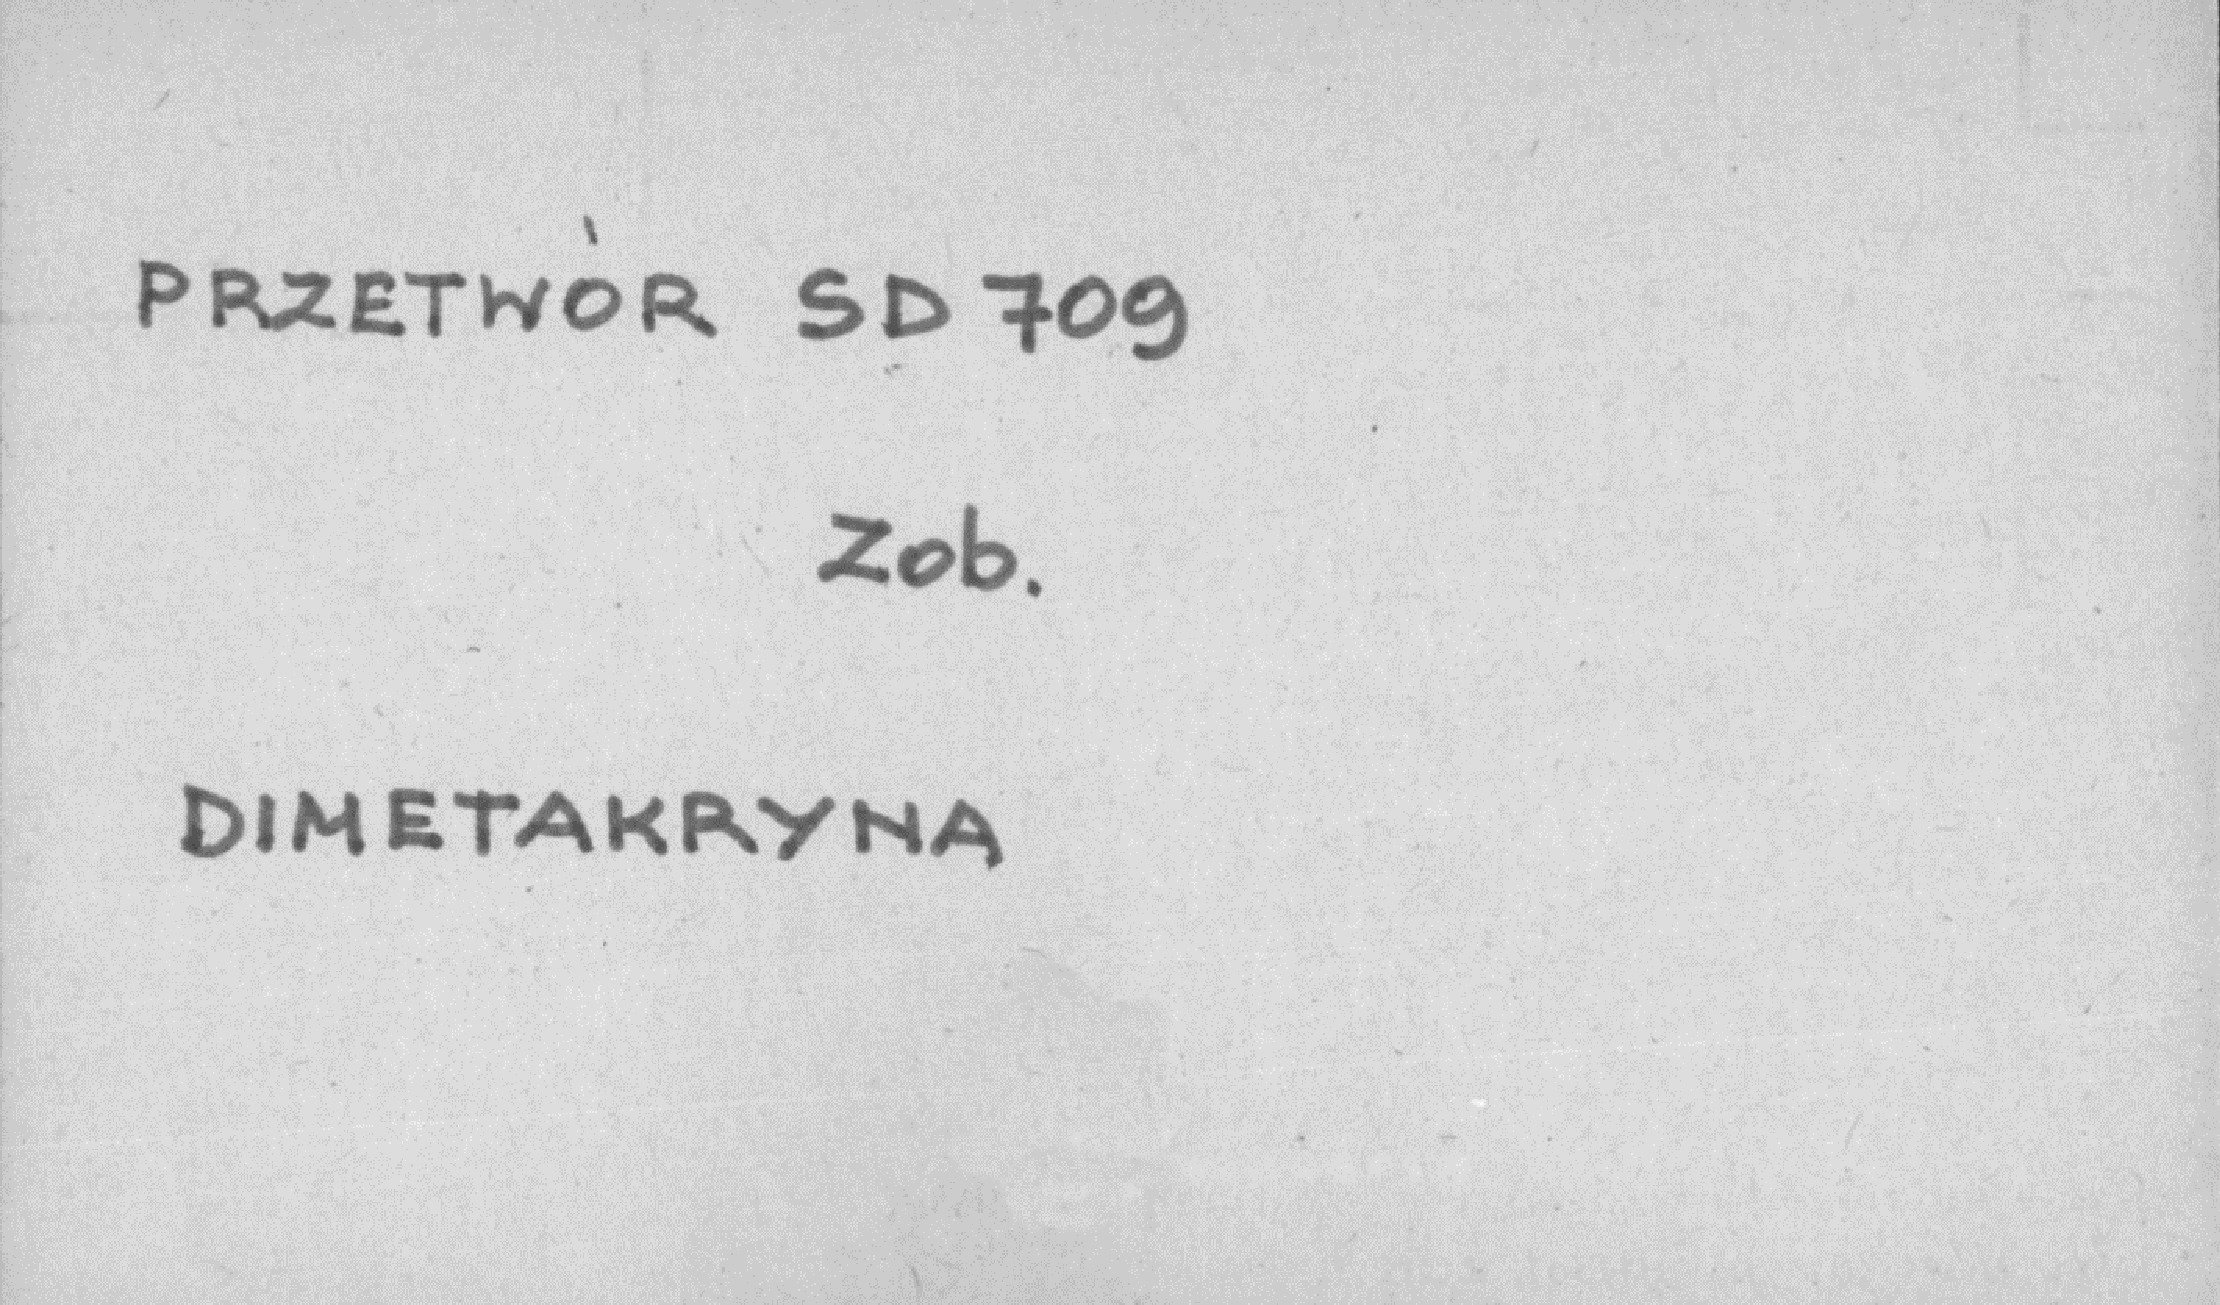 PRZETWÓR SD 709
Zob.
DIMETAKRYNA